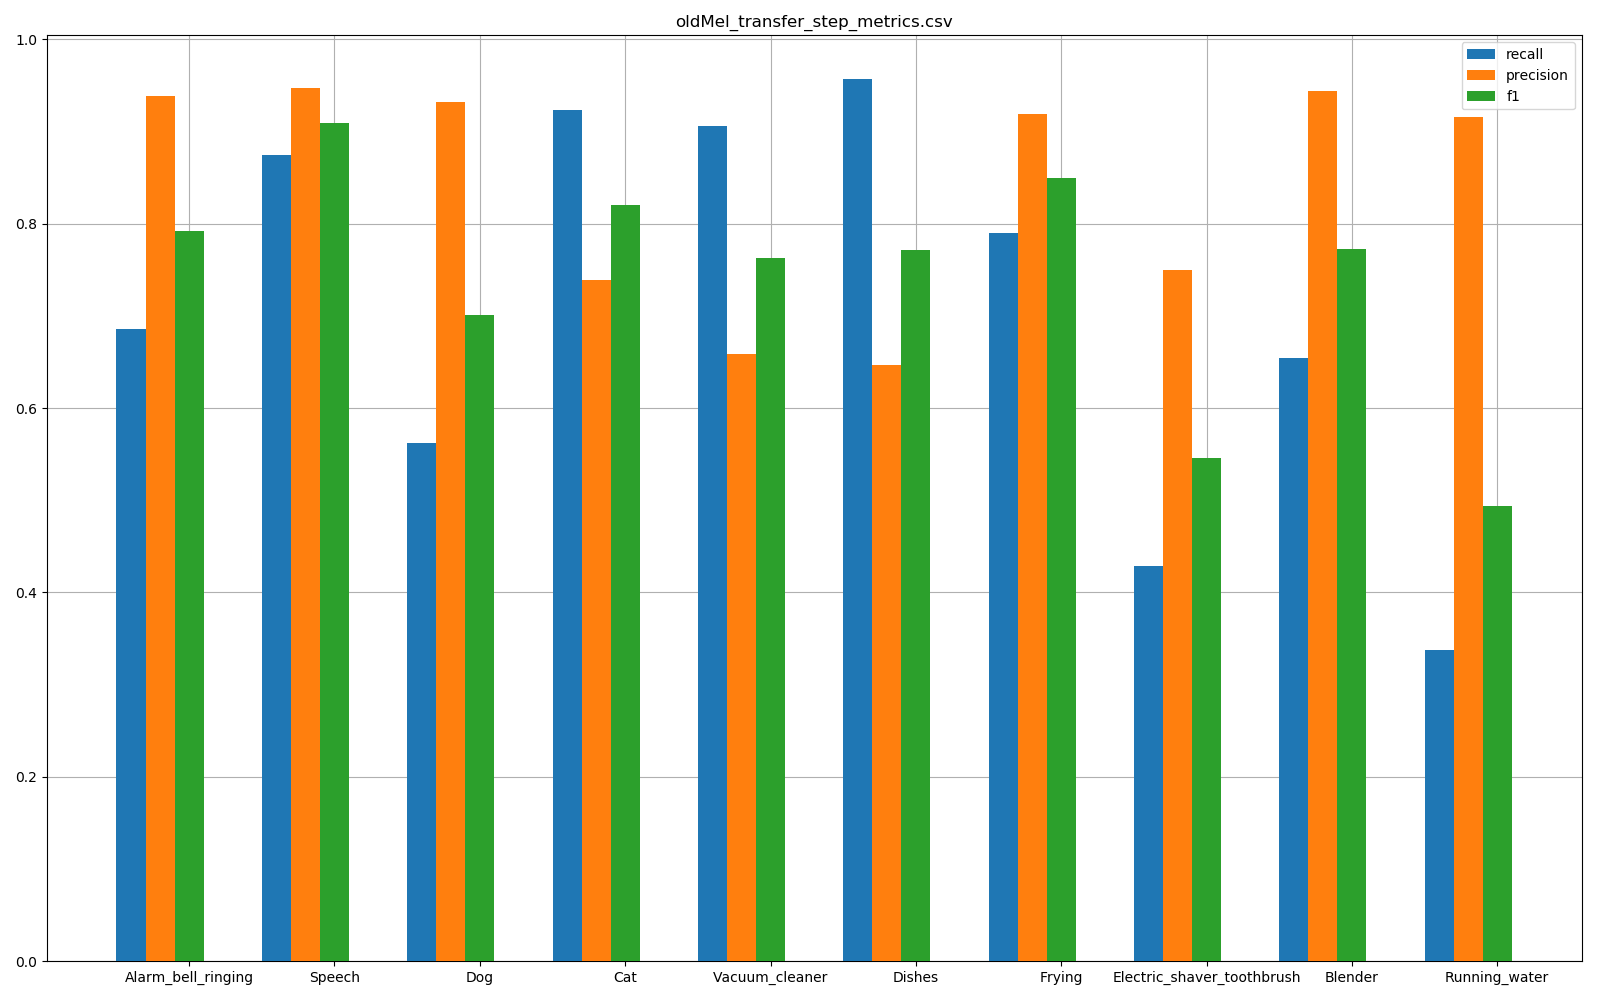 oldMel_transfer_step_metrics.csv
1.0
0.8
0.6
0.4
0.2
0.0
recall
precision
f1
Alarm_bell_ringing Speech Dog Cat Vacuum_cleaner Dishes Frying Electric_shaver_toothbrush Blender Running_water